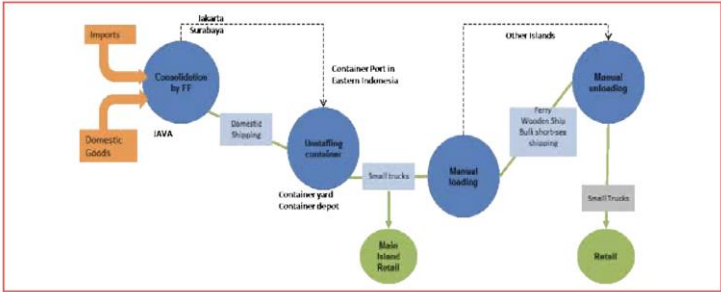 Jakarta
Surabaya
Imports
Consolidation
by FF
JAVA
Domestic
Goods
Domestic
Shipping
Container Port in
Eastern Indonesia
Unstaffing
container
Container yard
Container depot
Small trucks
Main
Island
Retail
Manual
loading
Other Islands
Ferry
Wooden Ship
Bulk short-sea
shipping
Manual
unloading
Small Trucks
Retail